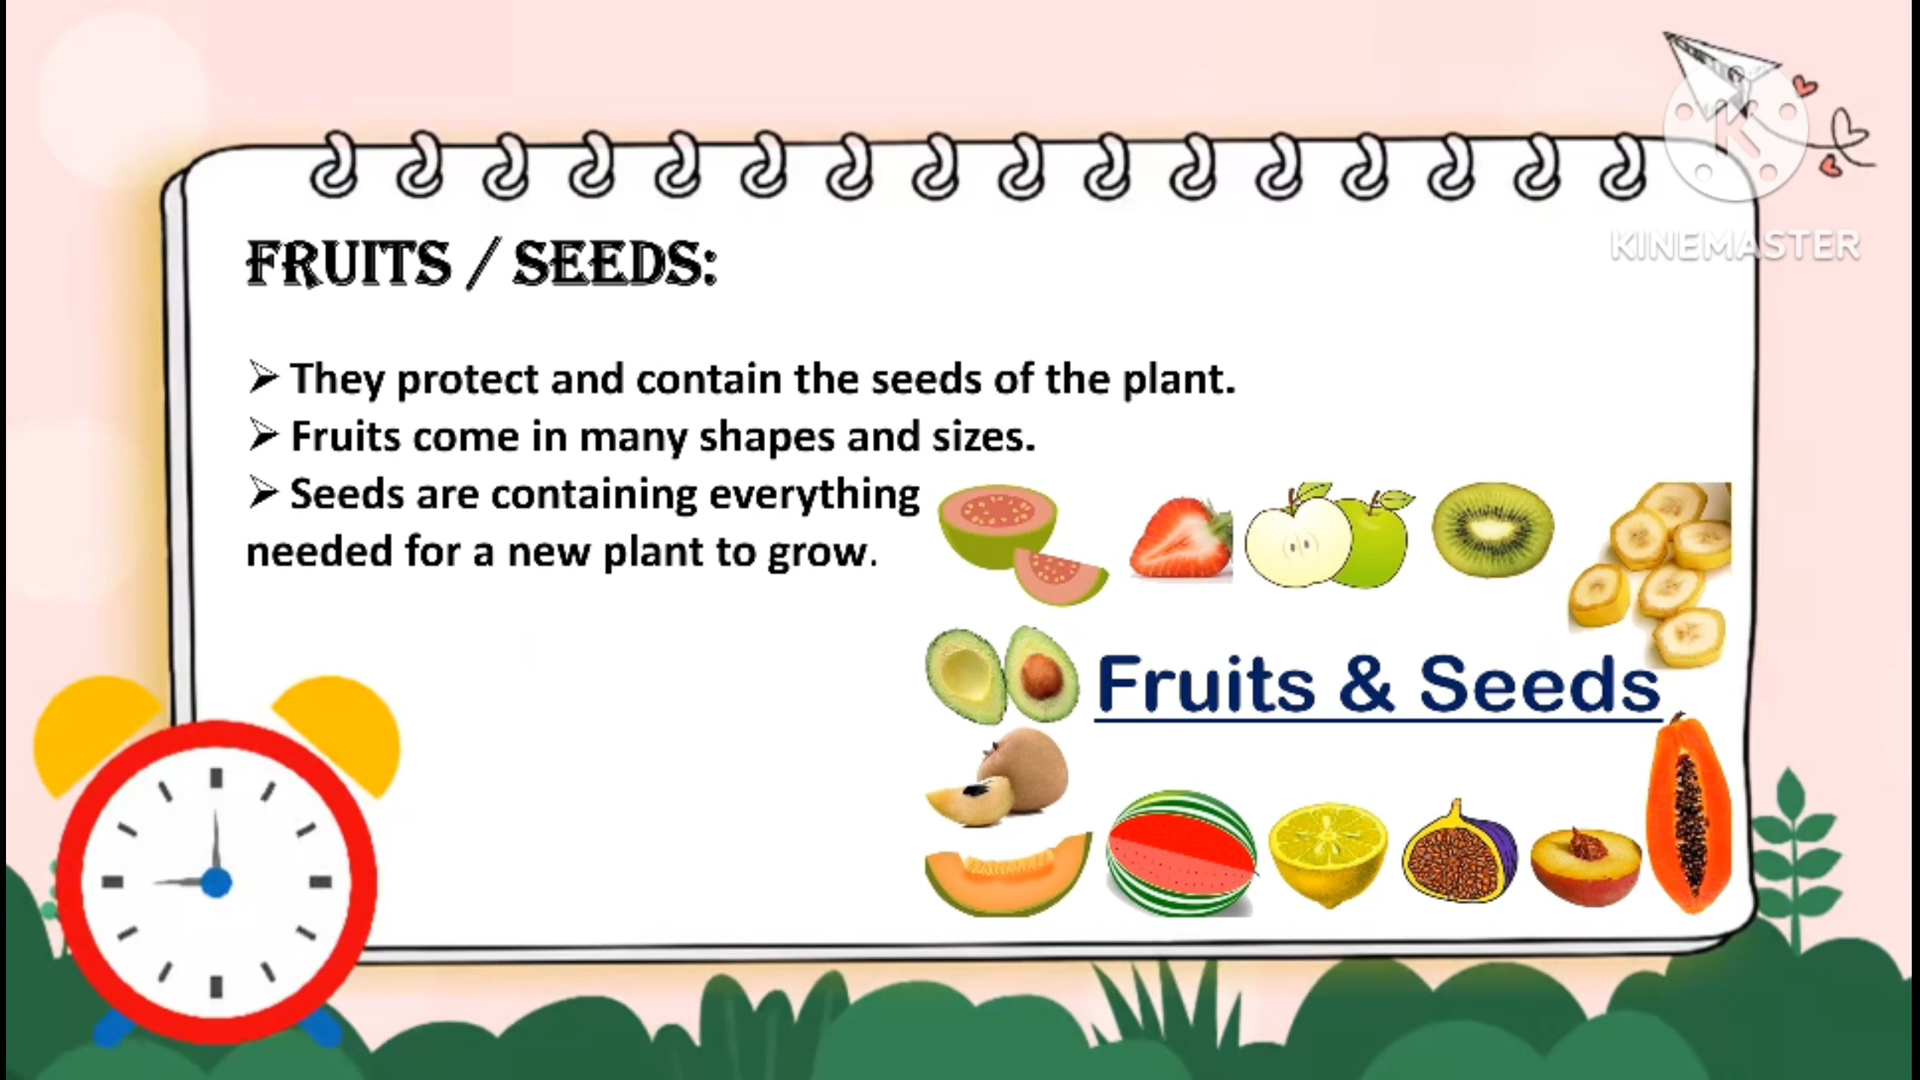 KINEMASTER
FRUITS / SEEDS:
➢ They protect and contain the seeds of the plant.
➢ Fruits come in many shapes and sizes.
➢ Seeds are containing everything
needed for a new plant to grow.
Fruits & Seeds